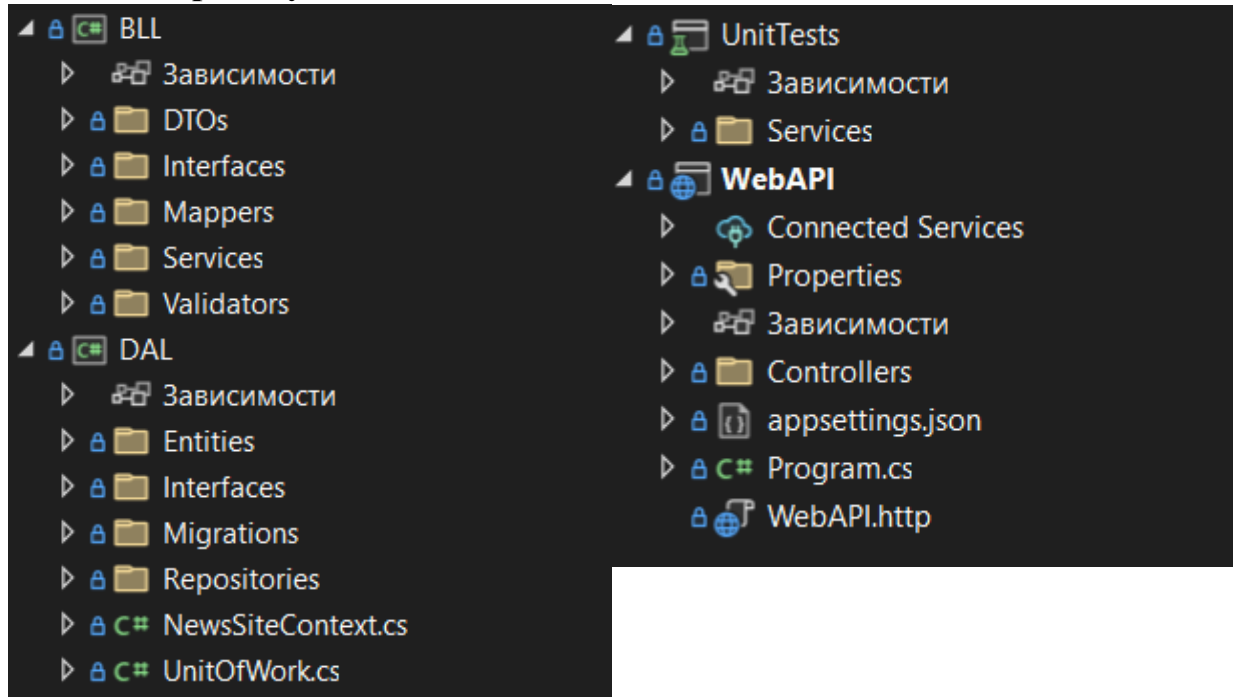 BLL
Зависимости
DTOs
Interfaces
Mappers
Services
Validators
DAL
Зависимости
Entities
Interfaces
Migrations
Repositories
C# NewsSiteContext.cs
C# UnitOfWork.cs
UnitTests
Зависимости
Services
WebAPI
Connected Services
Properties
Зависимости
Controllers
appsettings.json
C# Program.cs
WebAPI.http